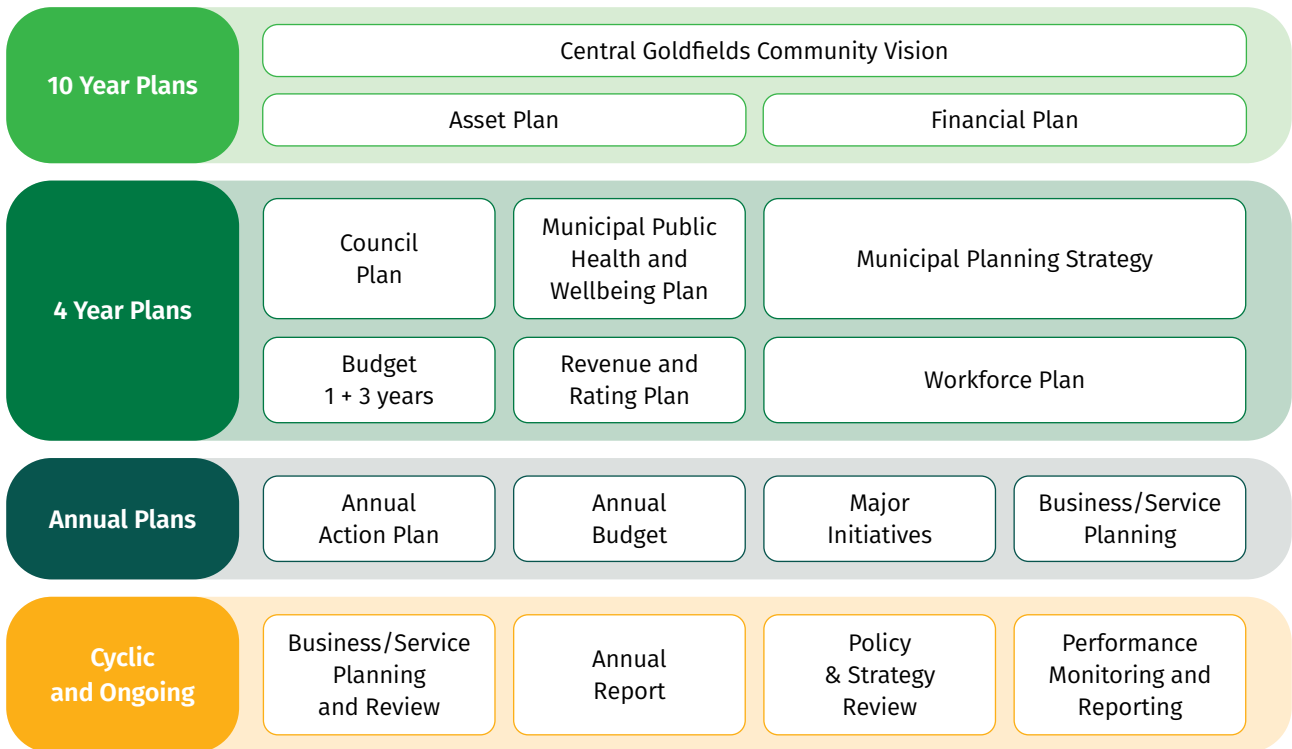 10 Year Plans
Central Goldfields Community Vision
Asset Plan
Financial Plan
4 Year Plans
Council
Plan
Municipal Public
Health and
Wellbeing Plan
Municipal Planning Strategy
Budget
1 + 3 years
Revenue and
Rating Plan
Workforce Plan
Annual Plans
Annual
Action Plan
Annual
Budget
Major
Initiatives
Business/Service
Planning
Cyclic
and Ongoing
Business/Service
Planning
and Review
Annual
Report
Policy
& Strategy
Review
Performance
Monitoring and
Reporting